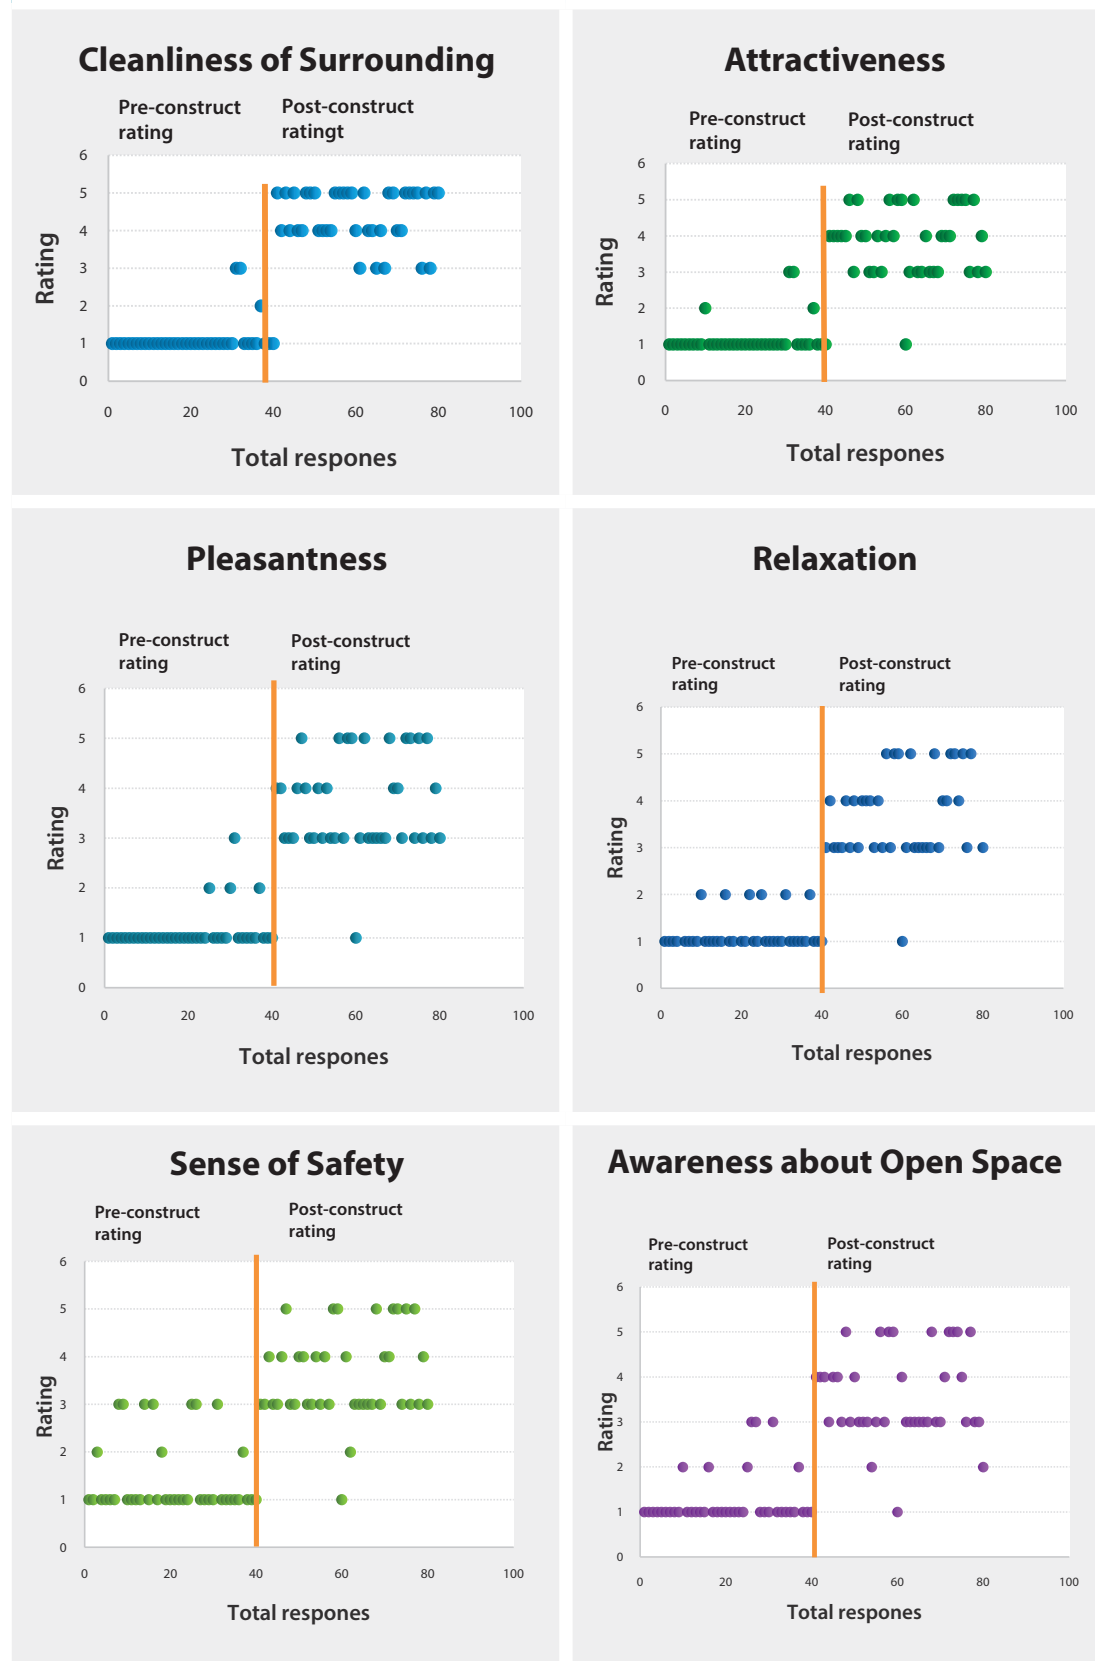 Cleanliness of Surrounding
Pre-construct
rating
Post-construct
ratingt
6
5
4
3
2
1
0
Rating
0 20 40 60 80 100
Total respones
Attractiveness
Pre-construct
rating
Post-construct
rating
6
5
4
3
2
1
0
Rating
0 20 40 60 80 100
Total respones
Pleasantness
Pre-construct
rating
Post-construct
rating
6
5
4
3
2
1
0
Rating
0 20 40 60 80 100
Total respones
Relaxation
Pre-construct
rating
Post-construct
rating
6
5
4
3
2
1
0
Rating
0 20 40 60 80 100
Total respones
Sense of Safety
Pre-construct
rating
Post-construct
rating
6
5
4
3
2
1
0
Rating
0 20 40 60 80 100
Total respones
Awareness about Open Space
Pre-construct
rating
Post-construct
rating
6
5
4
3
2
1
0
Rating
0 20 40 60 80 100
Total respones